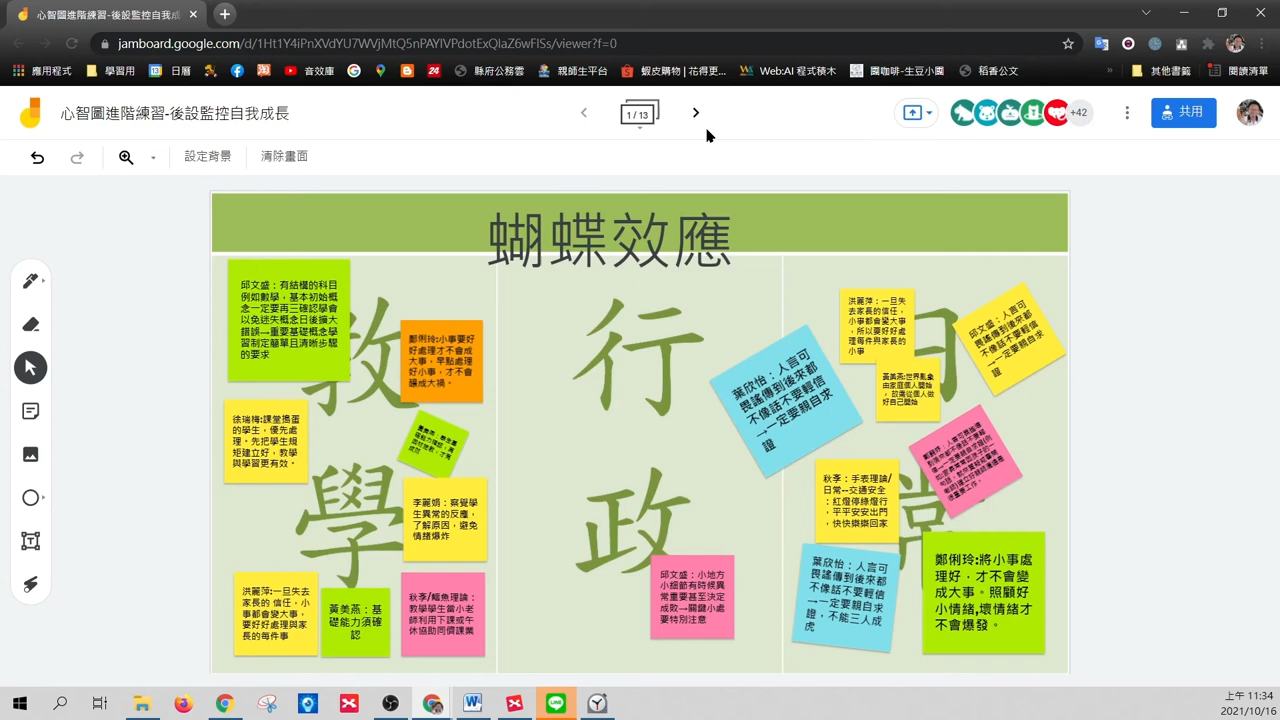 心智圖進階練習-後設監控自我成
jamboard.google.com/d/1Ht1Y4iPnXVdYU7WVjMtQ5nPAYIVPdotExQIaZ6wFISs/viewer?f=0
應用程式
學習用
日曆
音效庫
縣府公務雲
親師生平台
蝦皮購物 | 花得更...
Web:AI 程式積木
園咖啡-生豆小園
稻香公文
»
其他書籤
閱讀清單
心智圖進階練習-後設監控自我成長
1 / 13
+42
共用
設定背景
清除畫面
蝴蝶效應
教
學
行
政
日
常
邱文盛：有結構的科目
例如數學，基本初始概
念一定要再三確認學會
以免迷失概念日後擴大
錯誤→重要基礎概念學
習制定簡單且清晰步驟
的要求
鄭俐玲:小事要好
好處理才不會成
大事，早點處理
好小事，才不會
釀成大禍。
徐瑞梅:課堂搗蛋
的學生，優先處
理。先把學生規
矩建立好，教學
與學習更有效。
李麗娟：察覺學
生異常的反應，
了解原因，避免
情緒爆炸
洪麗萍:一旦失去
家長的 信任，小
事都會變大事，
要好好處理與家
長的每件事
黃美燕：基
礎能力須確
認
秋季/鯰魚理論：
教學學生當小老
師利用下課或午
休協助同儕課業
邱文盛：小地方
小細節有時候異
常重要甚至決定
成敗→關鍵小處
要特別注意
葉欣怡：人言可
畏謠傳到後來都
不像話不要輕信
→一定要親自求
證
洪麗萍：一旦失
去家長的 信任，
小事都會變大事
，所以要好好處
理每件與家長的
小事
邱文盛：人言可
畏謠傳到後來都
不像話不要輕信
→一定要親自求
證
黃美燕:世界亂象
由家庭個人開始
，故需從個人做
好自己開始
秋季：手表理論/
日常--交通安全
：紅燈停綠燈行
，平平安安出門
，快快樂樂回家
葉欣怡：人言可
畏謠傳到後來都
不像話不要輕信
→一定要親自求
證，不能三人成
虎
鄭俐玲:將小事處
理好，才不會變
成大事。照顧好
小情緒,壞情緒才
不會爆發。
上午 11:34
2021/10/16